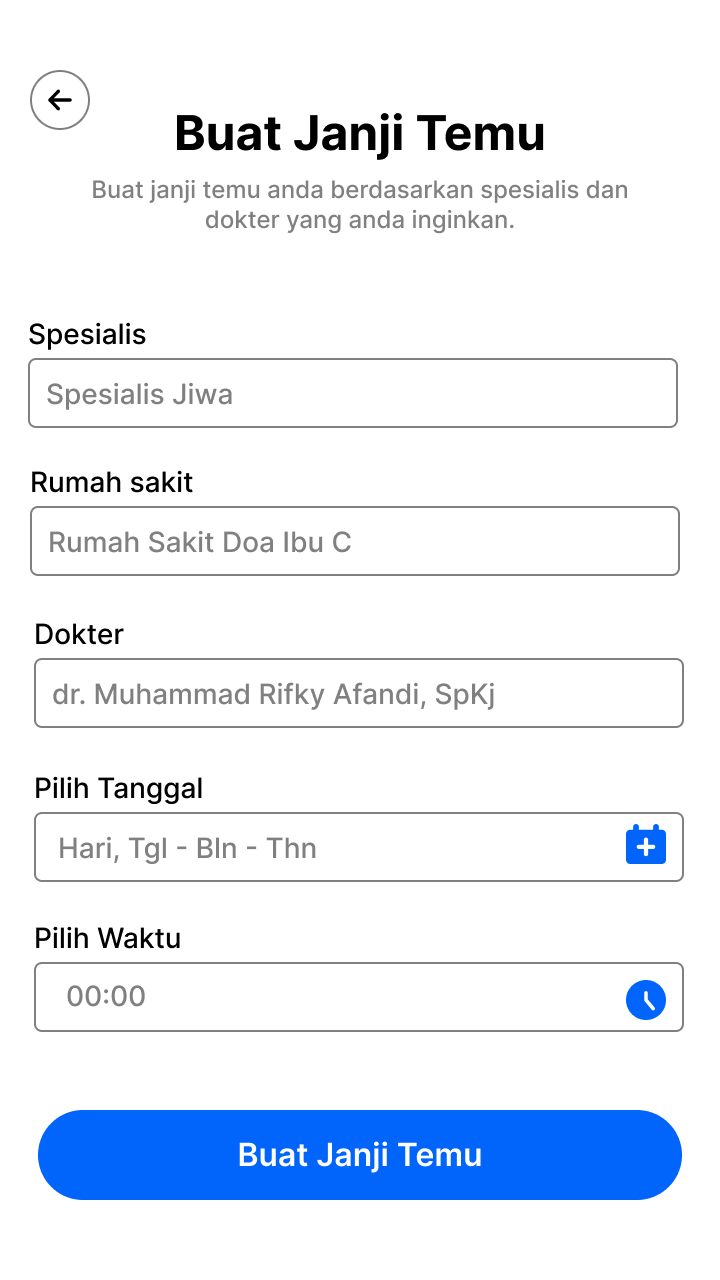 Buat Janji Temu
Buat janji temu anda berdasarkan spesialis dan
dokter yang anda inginkan.
Spesialis
Spesialis Jiwa
Rumah sakit
Rumah Sakit Doa Ibu C
Dokter
dr. Muhammad Rifky Afandi, SpKj
Pilih Tanggal
Hari, Tgl - Bln - Thn
Pilih Waktu
00:00
Buat Janji Temu